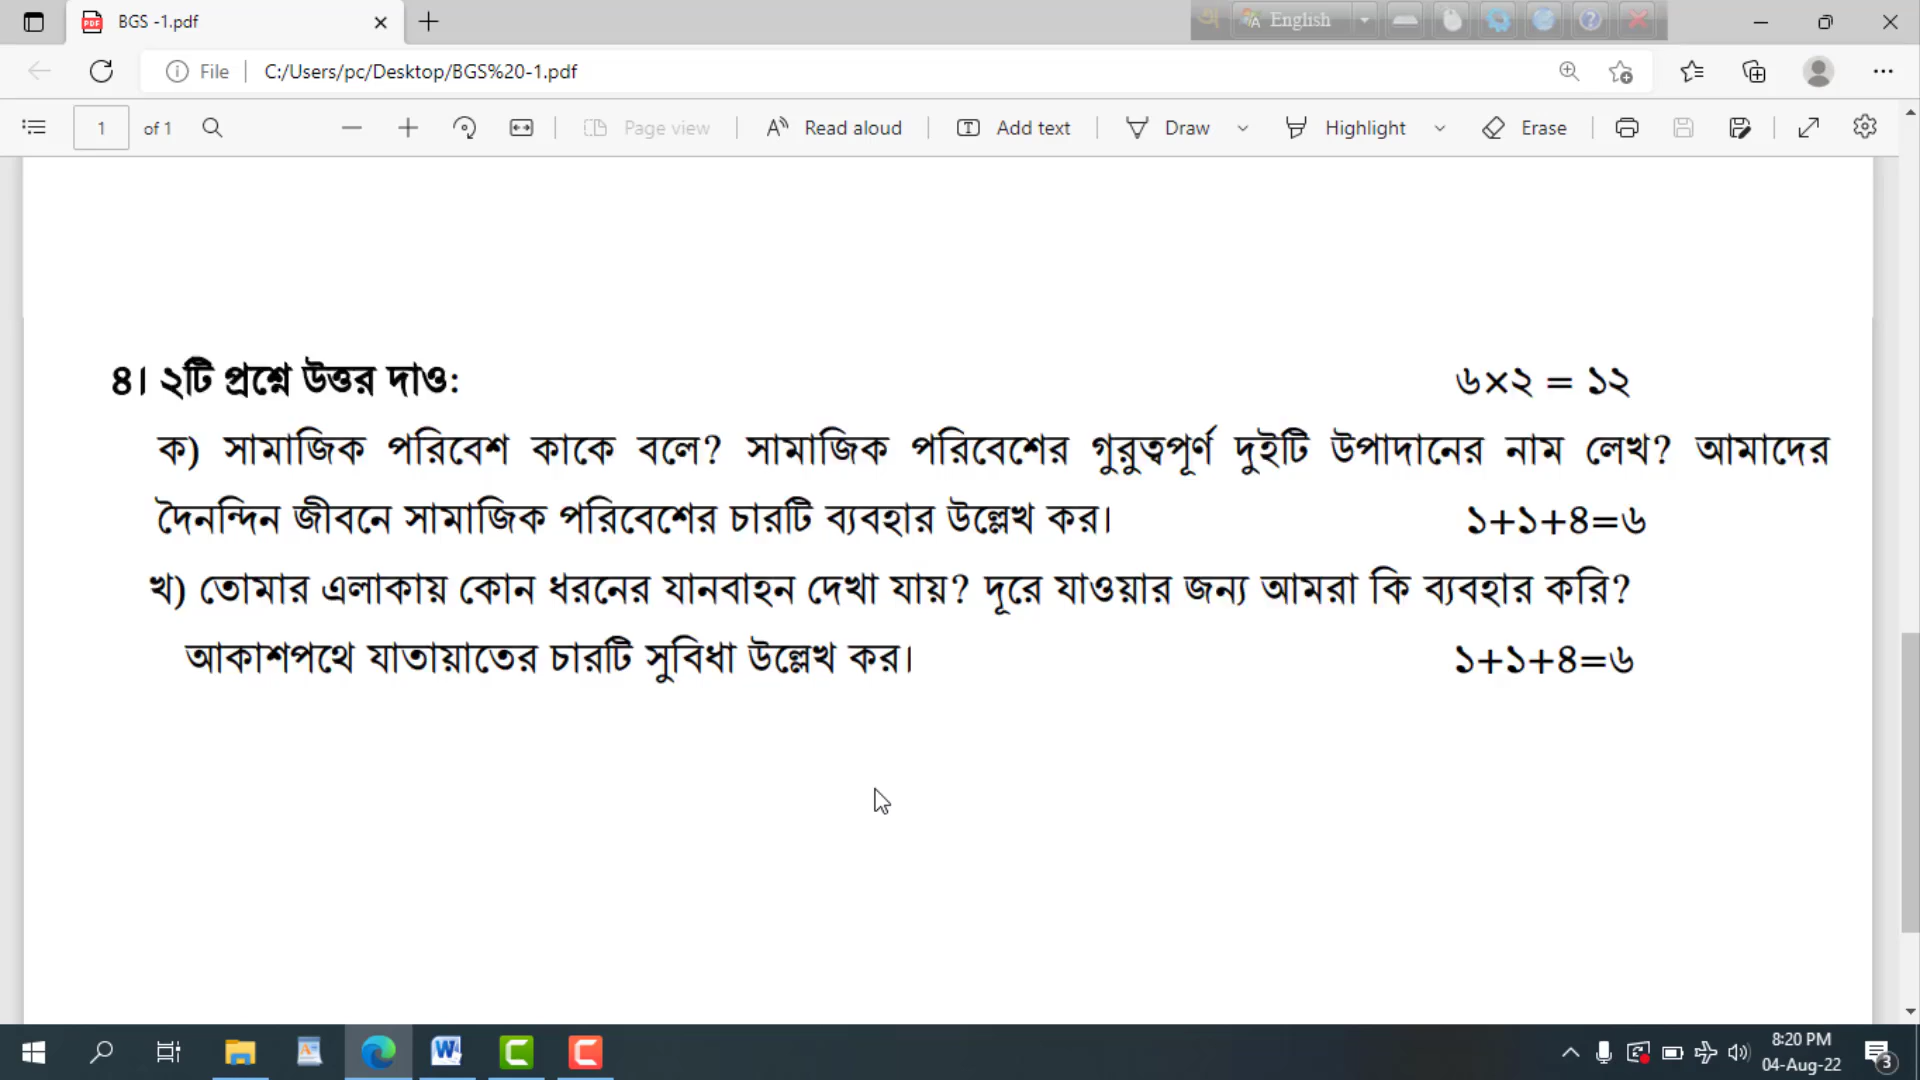 BGS -1.pdf
English
File
C:/Users/pc/Desktop/BGS%20-1.pdf
1 of 1
Page view
Read aloud
Add text
Draw
Highlight
Erase
৪। ২টি প্রশ্নে উত্তর দাও: ৬×২ = ১২
ক) সামাজিক পরিবেশ কাকে বলে? সামাজিক পরিবেশের গুরুত্বপূর্ণ দুইটি উপাদানের নাম লেখ? আমাদের
দৈনন্দিন জীবনে সামাজিক পরিবেশের চারটি ব্যবহার উল্লেখ কর। ১+১+৪=৬
খ) তোমার এলাকায় কোন ধরনের যানবাহন দেখা যায়? দূরে যাওয়ার জন্য আমরা কি ব্যবহার করি?
আকাশপথে যাতায়াতের চারটি সুবিধা উল্লেখ কর। ১+১+৪=৬
8:20 PM
04-Aug-22
3